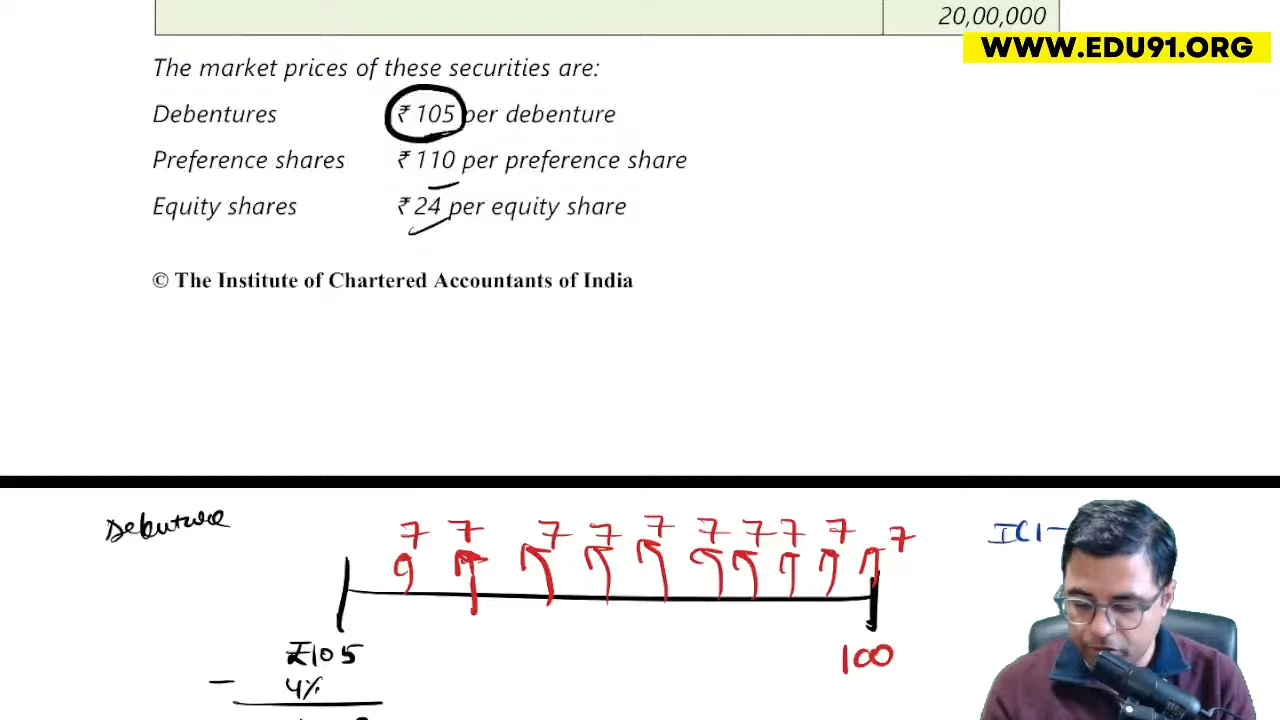 20,00,000
WWW.EDU91.ORG
The market prices of these securities are:
Debentures ₹ 105 per debenture
Preference shares ₹ 110 per preference share
Equity shares ₹ 24 per equity share
© The Institute of Chartered Accountants of India
Debenture
7 7 7 7 7 7 7 7 7 7
₹105
100
- 4%